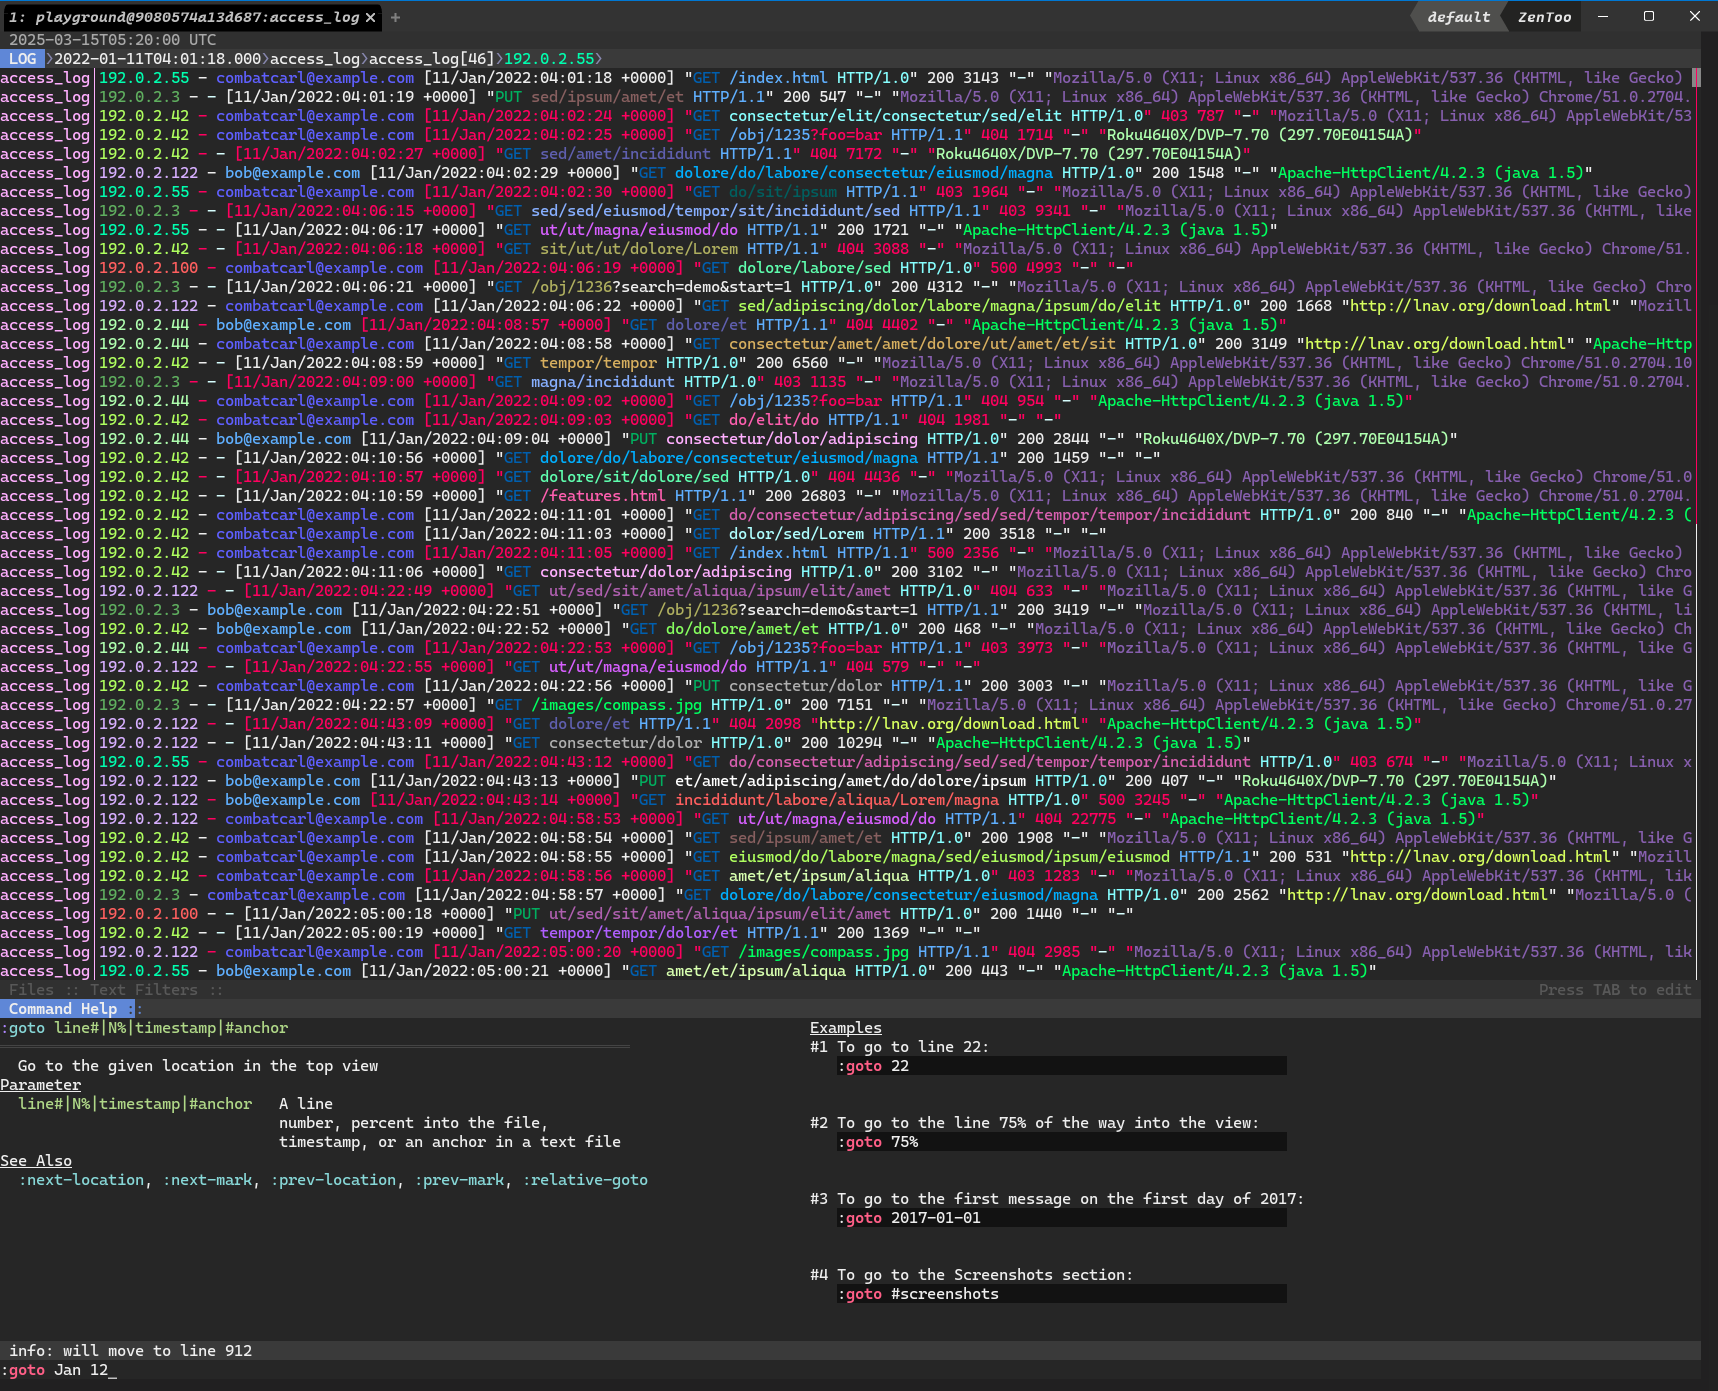 1: playground@9080574a13d687:access_log × + default ZenToo
2025-03-15T05:20:00 UTC
LOG 〉2022-01-11T04:01:18.000〉access_log〉access_log[46]〉192.0.2.55〉
access_log│192.0.2.55 - combatcarl@example.com [11/Jan/2022:04:01:18 +0000] "GET /index.html HTTP/1.0" 200 3143 "-" "Mozilla/5.0 (X11; Linux x86_64) AppleWebKit/537.36 (KHTML, like Gecko)
access_log│192.0.2.3 - - [11/Jan/2022:04:01:19 +0000] "PUT sed/ipsum/amet/et HTTP/1.1" 200 547 "-" "Mozilla/5.0 (X11; Linux x86_64) AppleWebKit/537.36 (KHTML, like Gecko) Chrome/51.0.2704.
access_log│192.0.2.42 - combatcarl@example.com [11/Jan/2022:04:02:24 +0000] "GET consectetur/elit/consectetur/sed/elit HTTP/1.0" 403 787 "-" "Mozilla/5.0 (X11; Linux x86_64) AppleWebKit/53
access_log│192.0.2.42 - combatcarl@example.com [11/Jan/2022:04:02:25 +0000] "GET /obj/1235?foo=bar HTTP/1.1" 404 1714 "-" "Roku4640X/DVP-7.70 (297.70E04154A)"
access_log│192.0.2.42 - - [11/Jan/2022:04:02:27 +0000] "GET sed/amet/incididunt HTTP/1.1" 404 7172 "-" "Roku4640X/DVP-7.70 (297.70E04154A)"
access_log│192.0.2.122 - bob@example.com [11/Jan/2022:04:02:29 +0000] "GET dolore/do/labore/consectetur/eiusmod/magna HTTP/1.0" 200 1548 "-" "Apache-HttpClient/4.2.3 (java 1.5)"
access_log│192.0.2.55 - combatcarl@example.com [11/Jan/2022:04:02:30 +0000] "GET do/sit/ipsum HTTP/1.1" 403 1964 "-" "Mozilla/5.0 (X11; Linux x86_64) AppleWebKit/537.36 (KHTML, like Gecko)
access_log│192.0.2.3 - - [11/Jan/2022:04:06:15 +0000] "GET sed/sed/eiusmod/tempor/sit/incididunt/sed HTTP/1.1" 403 9341 "-" "Mozilla/5.0 (X11; Linux x86_64) AppleWebKit/537.36 (KHTML, like
access_log│192.0.2.55 - - [11/Jan/2022:04:06:17 +0000] "GET ut/ut/magna/eiusmod/do HTTP/1.1" 200 1721 "-" "Apache-HttpClient/4.2.3 (java 1.5)"
access_log│192.0.2.42 - - [11/Jan/2022:04:06:18 +0000] "GET sit/ut/ut/dolore/Lorem HTTP/1.1" 404 3088 "-" "Mozilla/5.0 (X11; Linux x86_64) AppleWebKit/537.36 (KHTML, like Gecko) Chrome/51.
access_log│192.0.2.100 - combatcarl@example.com [11/Jan/2022:04:06:19 +0000] "GET dolore/labore/sed HTTP/1.0" 500 4993 "-" "-"
access_log│192.0.2.3 - - [11/Jan/2022:04:06:21 +0000] "GET /obj/1236?search=demo&start=1 HTTP/1.0" 200 4312 "-" "Mozilla/5.0 (X11; Linux x86_64) AppleWebKit/537.36 (KHTML, like Gecko) Chro
access_log│192.0.2.122 - combatcarl@example.com [11/Jan/2022:04:06:22 +0000] "GET sed/adipiscing/dolor/labore/magna/ipsum/do/elit HTTP/1.0" 200 1668 "http://lnav.org/download.html" "Mozill
access_log│192.0.2.44 - bob@example.com [11/Jan/2022:04:08:57 +0000] "GET dolore/et HTTP/1.1" 404 4402 "-" "Apache-HttpClient/4.2.3 (java 1.5)"
access_log│192.0.2.44 - combatcarl@example.com [11/Jan/2022:04:08:58 +0000] "GET consectetur/amet/amet/dolore/ut/amet/et/sit HTTP/1.0" 200 3149 "http://lnav.org/download.html" "Apache-Http
access_log│192.0.2.42 - - [11/Jan/2022:04:08:59 +0000] "GET tempor/tempor HTTP/1.0" 200 6560 "-" "Mozilla/5.0 (X11; Linux x86_64) AppleWebKit/537.36 (KHTML, like Gecko) Chrome/51.0.2704.10
access_log│192.0.2.3 - - [11/Jan/2022:04:09:00 +0000] "GET magna/incididunt HTTP/1.0" 403 1135 "-" "Mozilla/5.0 (X11; Linux x86_64) AppleWebKit/537.36 (KHTML, like Gecko) Chrome/51.0.2704.
access_log│192.0.2.44 - combatcarl@example.com [11/Jan/2022:04:09:02 +0000] "GET /obj/1235?foo=bar HTTP/1.1" 404 954 "-" "Apache-HttpClient/4.2.3 (java 1.5)"
access_log│192.0.2.42 - combatcarl@example.com [11/Jan/2022:04:09:03 +0000] "GET do/elit/do HTTP/1.1" 404 1981 "-" "-"
access_log│192.0.2.44 - bob@example.com [11/Jan/2022:04:09:04 +0000] "PUT consectetur/dolor/adipiscing HTTP/1.0" 200 2844 "-" "Roku4640X/DVP-7.70 (297.70E04154A)"
access_log│192.0.2.42 - - [11/Jan/2022:04:10:56 +0000] "GET dolore/do/labore/consectetur/eiusmod/magna HTTP/1.1" 200 1459 "-" "-"
access_log│192.0.2.42 - - [11/Jan/2022:04:10:57 +0000] "GET dolore/sit/dolore/sed HTTP/1.0" 404 4436 "-" "Mozilla/5.0 (X11; Linux x86_64) AppleWebKit/537.36 (KHTML, like Gecko) Chrome/51.0
access_log│192.0.2.42 - - [11/Jan/2022:04:10:59 +0000] "GET /features.html HTTP/1.1" 200 26803 "-" "Mozilla/5.0 (X11; Linux x86_64) AppleWebKit/537.36 (KHTML, like Gecko) Chrome/51.0.2704.
access_log│192.0.2.42 - combatcarl@example.com [11/Jan/2022:04:11:01 +0000] "GET do/consectetur/adipiscing/sed/sed/tempor/tempor/incididunt HTTP/1.0" 200 840 "-" "Apache-HttpClient/4.2.3 (
access_log│192.0.2.42 - combatcarl@example.com [11/Jan/2022:04:11:03 +0000] "GET dolor/sed/Lorem HTTP/1.1" 200 3518 "-" "-"
access_log│192.0.2.42 - combatcarl@example.com [11/Jan/2022:04:11:05 +0000] "GET /index.html HTTP/1.1" 500 2356 "-" "Mozilla/5.0 (X11; Linux x86_64) AppleWebKit/537.36 (KHTML, like Gecko)
access_log│192.0.2.42 - - [11/Jan/2022:04:11:06 +0000] "GET consectetur/dolor/adipiscing HTTP/1.0" 200 3102 "-" "Mozilla/5.0 (X11; Linux x86_64) AppleWebKit/537.36 (KHTML, like Gecko) Chro
access_log│192.0.2.122 - - [11/Jan/2022:04:22:49 +0000] "GET ut/sed/sit/amet/aliqua/ipsum/elit/amet HTTP/1.0" 404 633 "-" "Mozilla/5.0 (X11; Linux x86_64) AppleWebKit/537.36 (KHTML, like G
access_log│192.0.2.3 - bob@example.com [11/Jan/2022:04:22:51 +0000] "GET /obj/1236?search=demo&start=1 HTTP/1.1" 200 3419 "-" "Mozilla/5.0 (X11; Linux x86_64) AppleWebKit/537.36 (KHTML, li
access_log│192.0.2.42 - bob@example.com [11/Jan/2022:04:22:52 +0000] "GET do/dolore/amet/et HTTP/1.0" 200 468 "-" "Mozilla/5.0 (X11; Linux x86_64) AppleWebKit/537.36 (KHTML, like Gecko) Ch
access_log│192.0.2.44 - combatcarl@example.com [11/Jan/2022:04:22:53 +0000] "GET /obj/1235?foo=bar HTTP/1.1" 403 3973 "-" "Mozilla/5.0 (X11; Linux x86_64) AppleWebKit/537.36 (KHTML, like G
access_log│192.0.2.122 - - [11/Jan/2022:04:22:55 +0000] "GET ut/ut/magna/eiusmod/do HTTP/1.1" 404 579 "-" "-"
access_log│192.0.2.42 - combatcarl@example.com [11/Jan/2022:04:22:56 +0000] "PUT consectetur/dolor HTTP/1.1" 200 3003 "-" "Mozilla/5.0 (X11; Linux x86_64) AppleWebKit/537.36 (KHTML, like G
access_log│192.0.2.3 - - [11/Jan/2022:04:22:57 +0000] "GET /images/compass.jpg HTTP/1.0" 200 7151 "-" "Mozilla/5.0 (X11; Linux x86_64) AppleWebKit/537.36 (KHTML, like Gecko) Chrome/51.0.27
access_log│192.0.2.122 - - [11/Jan/2022:04:43:09 +0000] "GET dolore/et HTTP/1.1" 404 2098 "http://lnav.org/download.html" "Apache-HttpClient/4.2.3 (java 1.5)"
access_log│192.0.2.122 - - [11/Jan/2022:04:43:11 +0000] "GET consectetur/dolor HTTP/1.0" 200 10294 "-" "Apache-HttpClient/4.2.3 (java 1.5)"
access_log│192.0.2.55 - combatcarl@example.com [11/Jan/2022:04:43:12 +0000] "GET do/consectetur/adipiscing/sed/sed/tempor/tempor/incididunt HTTP/1.0" 403 674 "-" "Mozilla/5.0 (X11; Linux x
access_log│192.0.2.122 - bob@example.com [11/Jan/2022:04:43:13 +0000] "PUT et/amet/adipiscing/amet/do/dolore/ipsum HTTP/1.0" 200 407 "-" "Roku4640X/DVP-7.70 (297.70E04154A)"
access_log│192.0.2.122 - bob@example.com [11/Jan/2022:04:43:14 +0000] "GET incididunt/labore/aliqua/Lorem/magna HTTP/1.0" 500 3245 "-" "Apache-HttpClient/4.2.3 (java 1.5)"
access_log│192.0.2.122 - combatcarl@example.com [11/Jan/2022:04:58:53 +0000] "GET ut/ut/magna/eiusmod/do HTTP/1.1" 404 22775 "-" "Apache-HttpClient/4.2.3 (java 1.5)"
access_log│192.0.2.42 - combatcarl@example.com [11/Jan/2022:04:58:54 +0000] "GET sed/ipsum/amet/et HTTP/1.0" 200 1908 "-" "Mozilla/5.0 (X11; Linux x86_64) AppleWebKit/537.36 (KHTML, like G
access_log│192.0.2.42 - combatcarl@example.com [11/Jan/2022:04:58:55 +0000] "GET eiusmod/do/labore/magna/sed/eiusmod/ipsum/eiusmod HTTP/1.1" 200 531 "http://lnav.org/download.html" "Mozill
access_log│192.0.2.42 - combatcarl@example.com [11/Jan/2022:04:58:56 +0000] "GET amet/et/ipsum/aliqua HTTP/1.0" 403 1283 "-" "Mozilla/5.0 (X11; Linux x86_64) AppleWebKit/537.36 (KHTML, lik
access_log│192.0.2.3 - combatcarl@example.com [11/Jan/2022:04:58:57 +0000] "GET dolore/do/labore/consectetur/eiusmod/magna HTTP/1.0" 200 2562 "http://lnav.org/download.html" "Mozilla/5.0 (
access_log│192.0.2.100 - - [11/Jan/2022:05:00:18 +0000] "PUT ut/sed/sit/amet/aliqua/ipsum/elit/amet HTTP/1.0" 200 1440 "-" "-"
access_log│192.0.2.42 - - [11/Jan/2022:05:00:19 +0000] "GET tempor/tempor/dolor/et HTTP/1.1" 200 1369 "-" "-"
access_log│192.0.2.122 - combatcarl@example.com [11/Jan/2022:05:00:20 +0000] "GET /images/compass.jpg HTTP/1.1" 404 2985 "-" "Mozilla/5.0 (X11; Linux x86_64) AppleWebKit/537.36 (KHTML, lik
access_log│192.0.2.55 - bob@example.com [11/Jan/2022:05:00:21 +0000] "GET amet/et/ipsum/aliqua HTTP/1.0" 200 443 "-" "Apache-HttpClient/4.2.3 (java 1.5)"
Files :: Text Filters :: Press TAB to edit
Command Help ::
:goto line#|N%|timestamp|#anchor
Go to the given location in the top view
Parameter
line#|N%|timestamp|#anchor A line
number, percent into the file,
timestamp, or an anchor in a text file
See Also
:next-location, :next-mark, :prev-location, :prev-mark, :relative-goto
Examples
#1 To go to line 22:
:goto 22
#2 To go to the line 75% of the way into the view:
:goto 75%
#3 To go to the first message on the first day of 2017:
:goto 2017-01-01
#4 To go to the Screenshots section:
:goto #screenshots
info: will move to line 912
:goto Jan 12_